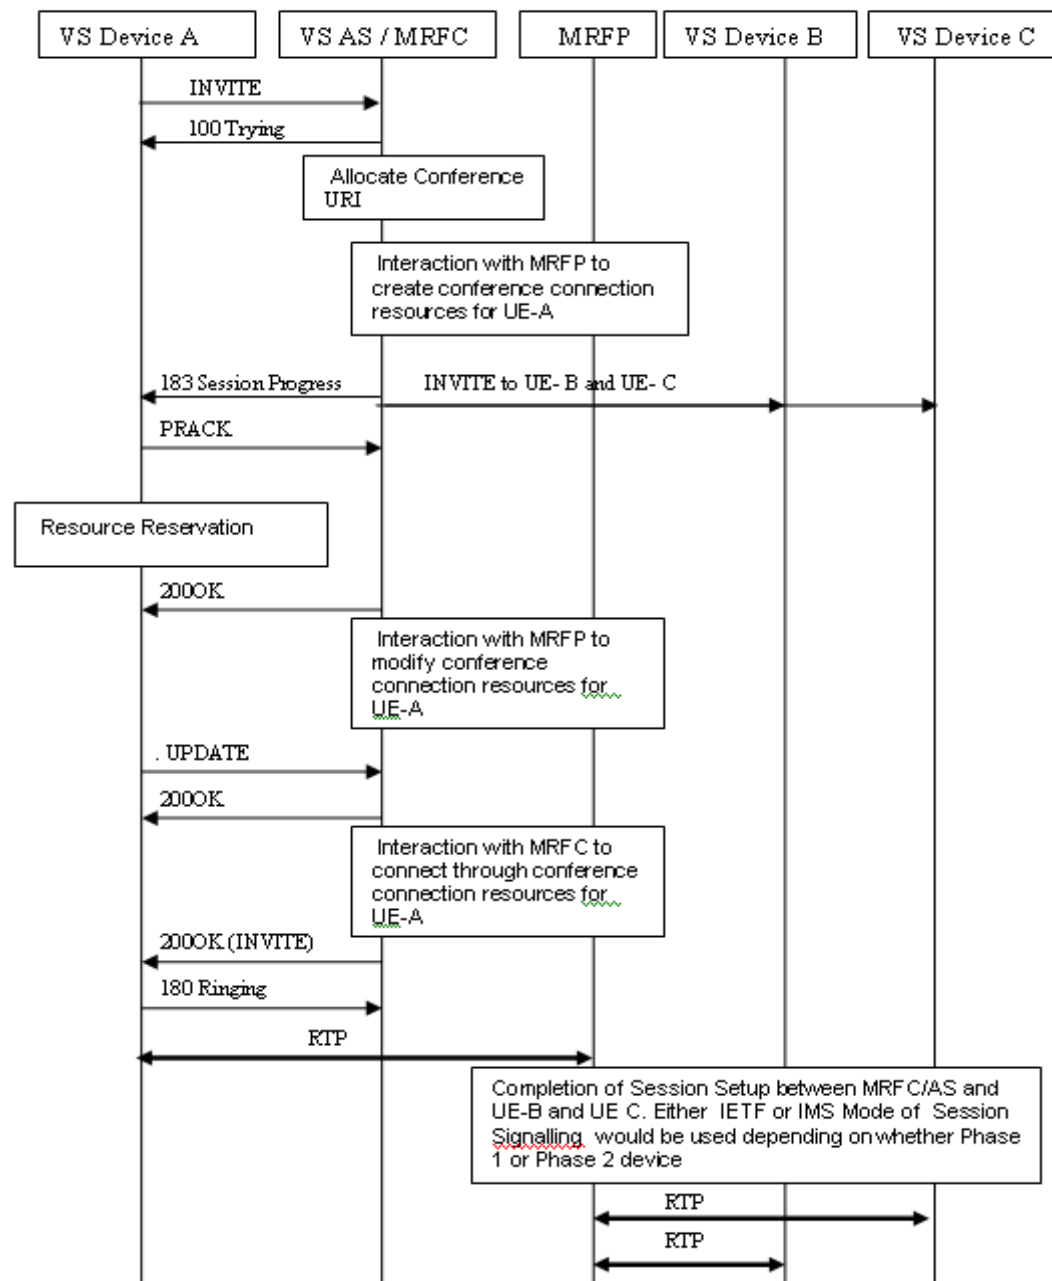 VS Device A
VS AS / MRFC
MRFP
VS Device B
VS Device C
INVITE
100 Trying
Allocate Conference
URI
Interaction with MRFP to
create conference connection
resources for UE-A
183 Session Progress
INVITE to UE- B and UE- C
PRACK
Resource Reservation
200OK
Interaction with MRFP to
modify conference
connection resources for
UE-A
. UPDATE
200OK
Interaction with MRFC to
connect through conference
connection resources for
UE-A
200OK (INVITE)
180 Ringing
RTP
Completion of Session Setup between MRFC/AS and
UE-B and UE C. Either IETF or IMS Mode of Session
Signalling would be used depending on whether Phase
1 or Phase 2 device
RTP
RTP